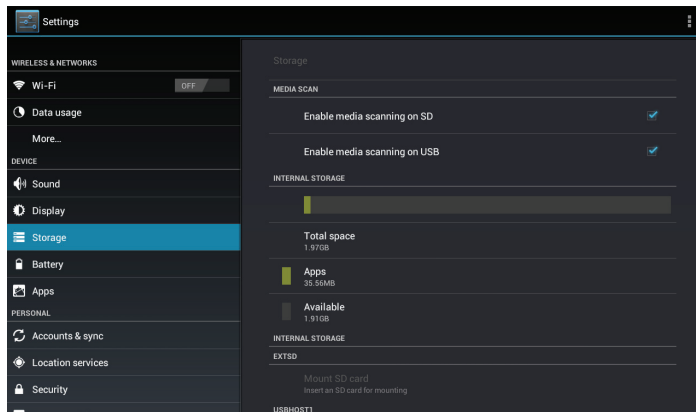 Settings
WIRELESS & NETWORKS
Wi-Fi
OFF
Data usage
More...
DEVICE
Sound
Display
Storage
Battery
Apps
PERSONAL
Accounts & sync
Location services
Security
Storage
MEDIA SCAN
Enable media scanning on SD
Enable media scanning on USB
INTERNAL STORAGE
Total space
1.97GB
Apps
35.56MB
Available
1.91GB
INTERNAL STORAGE
EXTSD
Mount SD card
Insert an SD card for mounting
USBHOST1